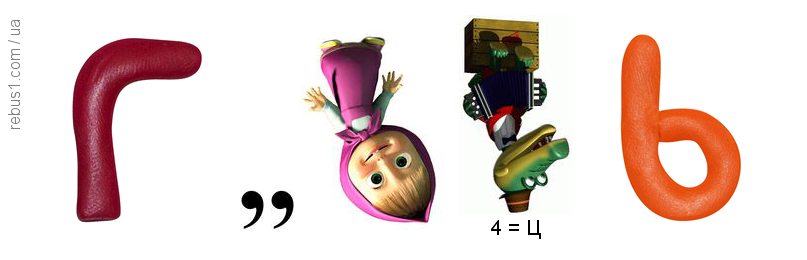 rebus1.com / ua
г ,, ь
4 = Ц